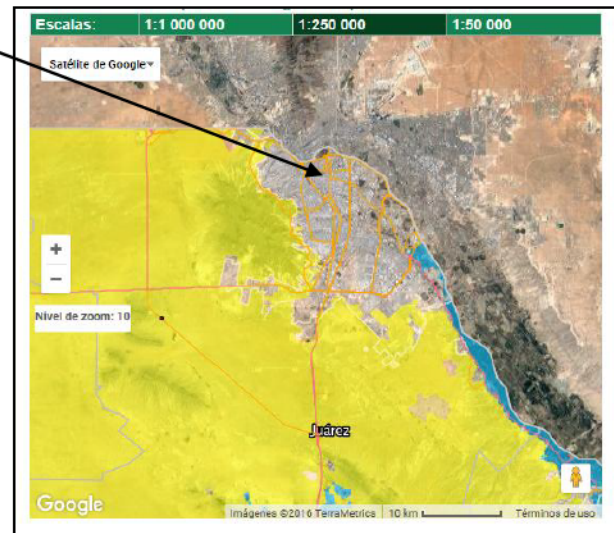 Escalas: 1:1 000 000 1:250 000 1:50 000
Satélite de Google
+
−
Nivel de zoom: 10
Juárez
Google
Imágenes ©2016 TerraMetrics 10 km Términos de uso